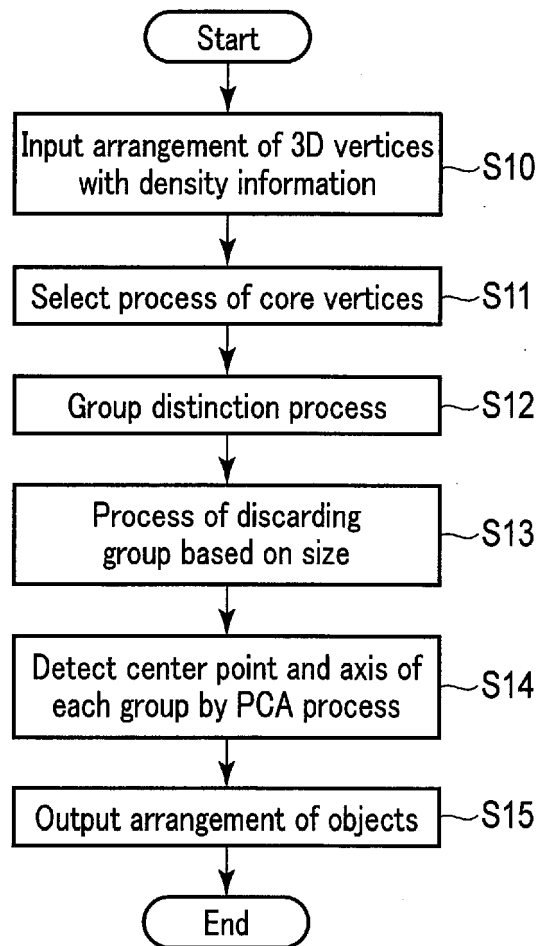 Start
Input arrangement of 3D vertices
with density information
S10
Select process of core vertices
S11
Group distinction process
S12
Process of discarding
group based on size
S13
Detect center point and axis of
each group by PCA process
S14
Output arrangement of objects
S15
End